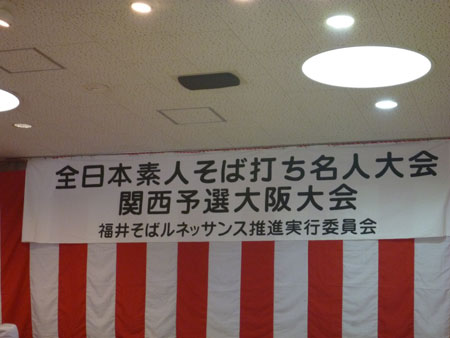 全日本素人そば打ち名人大会
関西予選大阪大会
福井そばルネッサンス推進実行委員会